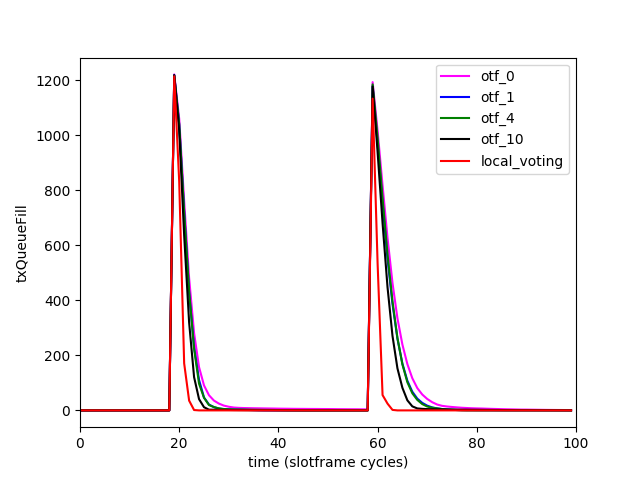 txQueueFill
1200
1000
800
600
400
200
0
0 20 40 60 80 100
time (slotframe cycles)
otf_0
otf_1
otf_4
otf_10
local_voting